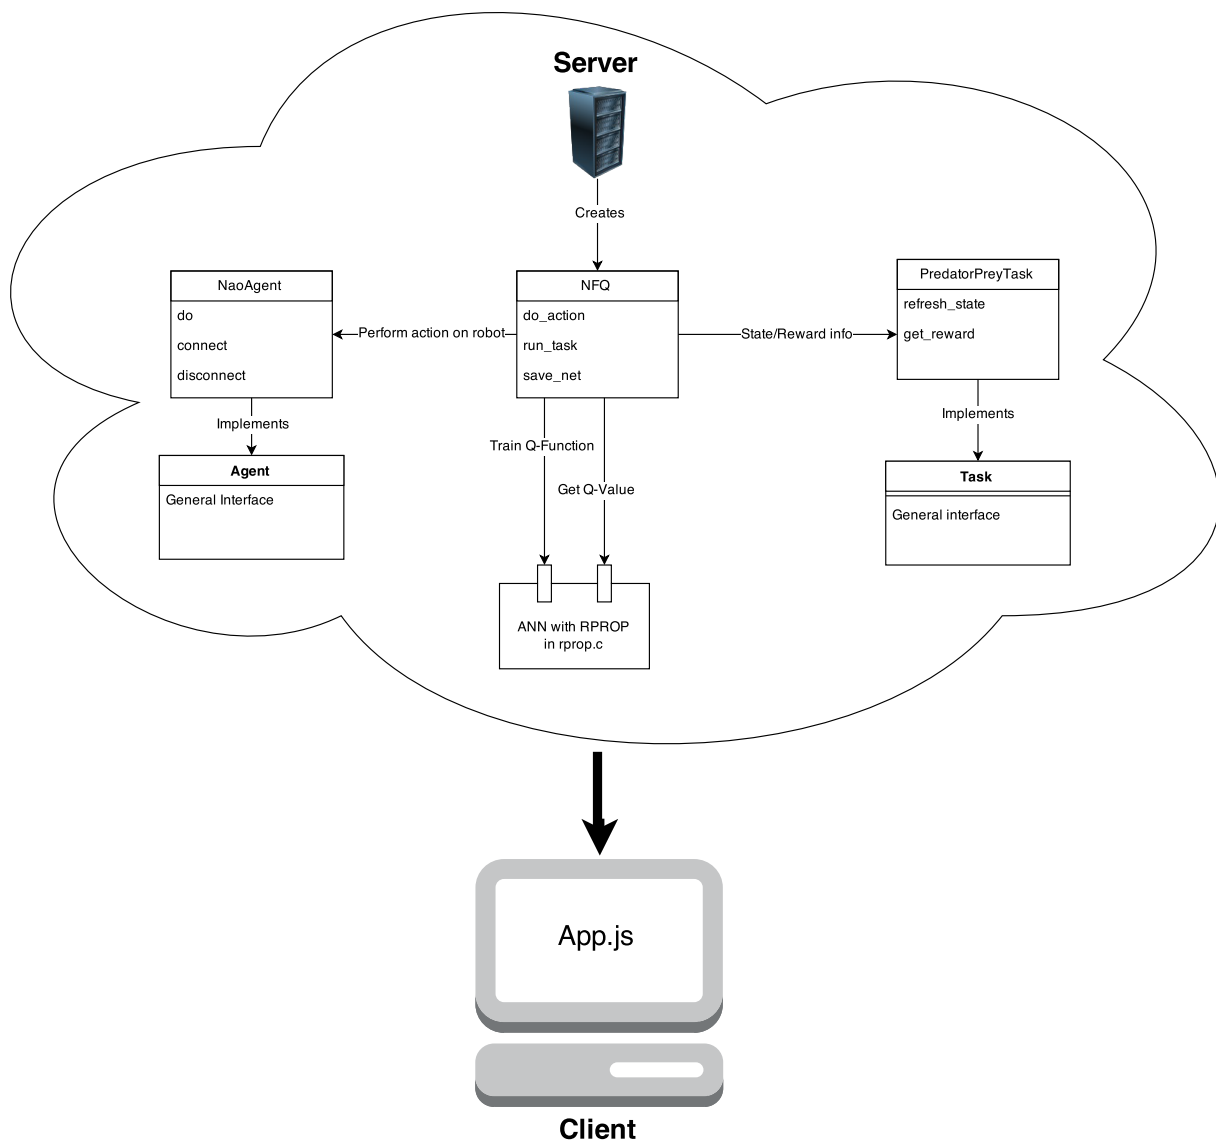 Server
Creates
NaoAgent
do
connect
disconnect
Perform action on robot
NFQ
do_action
run_task
save_net
State/Reward info
PredatorPreyTask
refresh_state
get_reward
Implements
Agent
General Interface
Train Q-Function
Get Q-Value
Implements
Task
General interface
ANN with RPROP
in rprop.c
App.js
Client